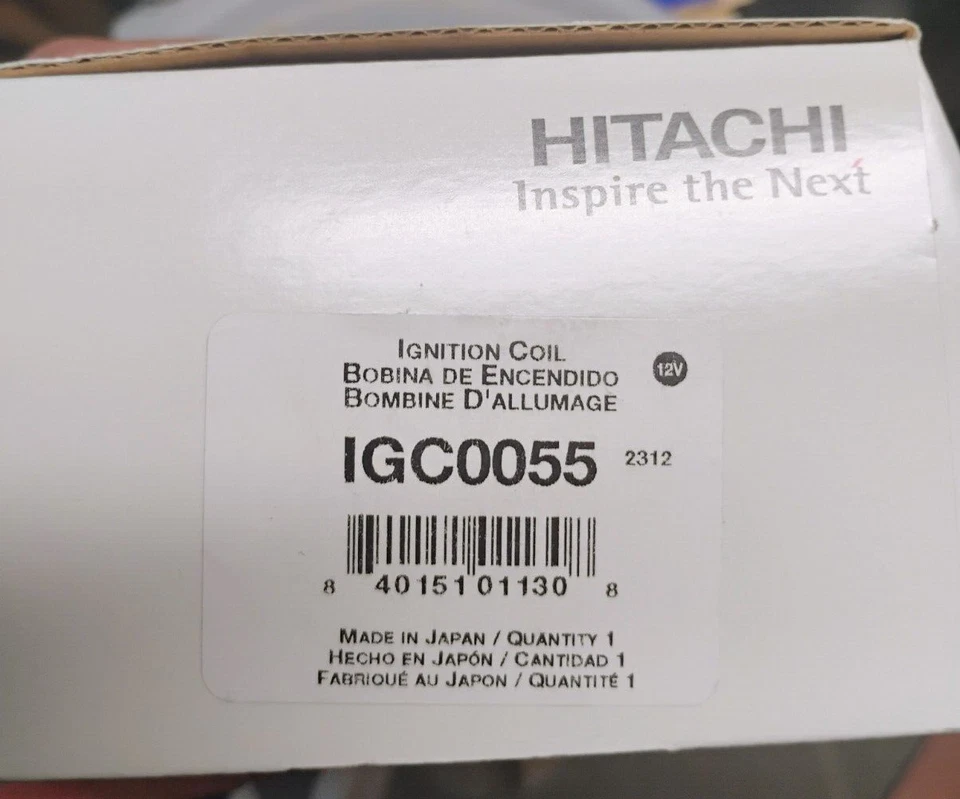 HITACHI
Inspire the Next
IGNITION COIL
BOBINA DE ENCENDIDO
BOMBINE D'ALLUMAGE
12V
IGC0055 2312
8 40151 01130 8
MADE IN JAPAN / QUANTITY 1
HECHO EN JAPÓN / CANTIDAD 1
FABRIQUÉ AU JAPON / QUANTITÉ 1